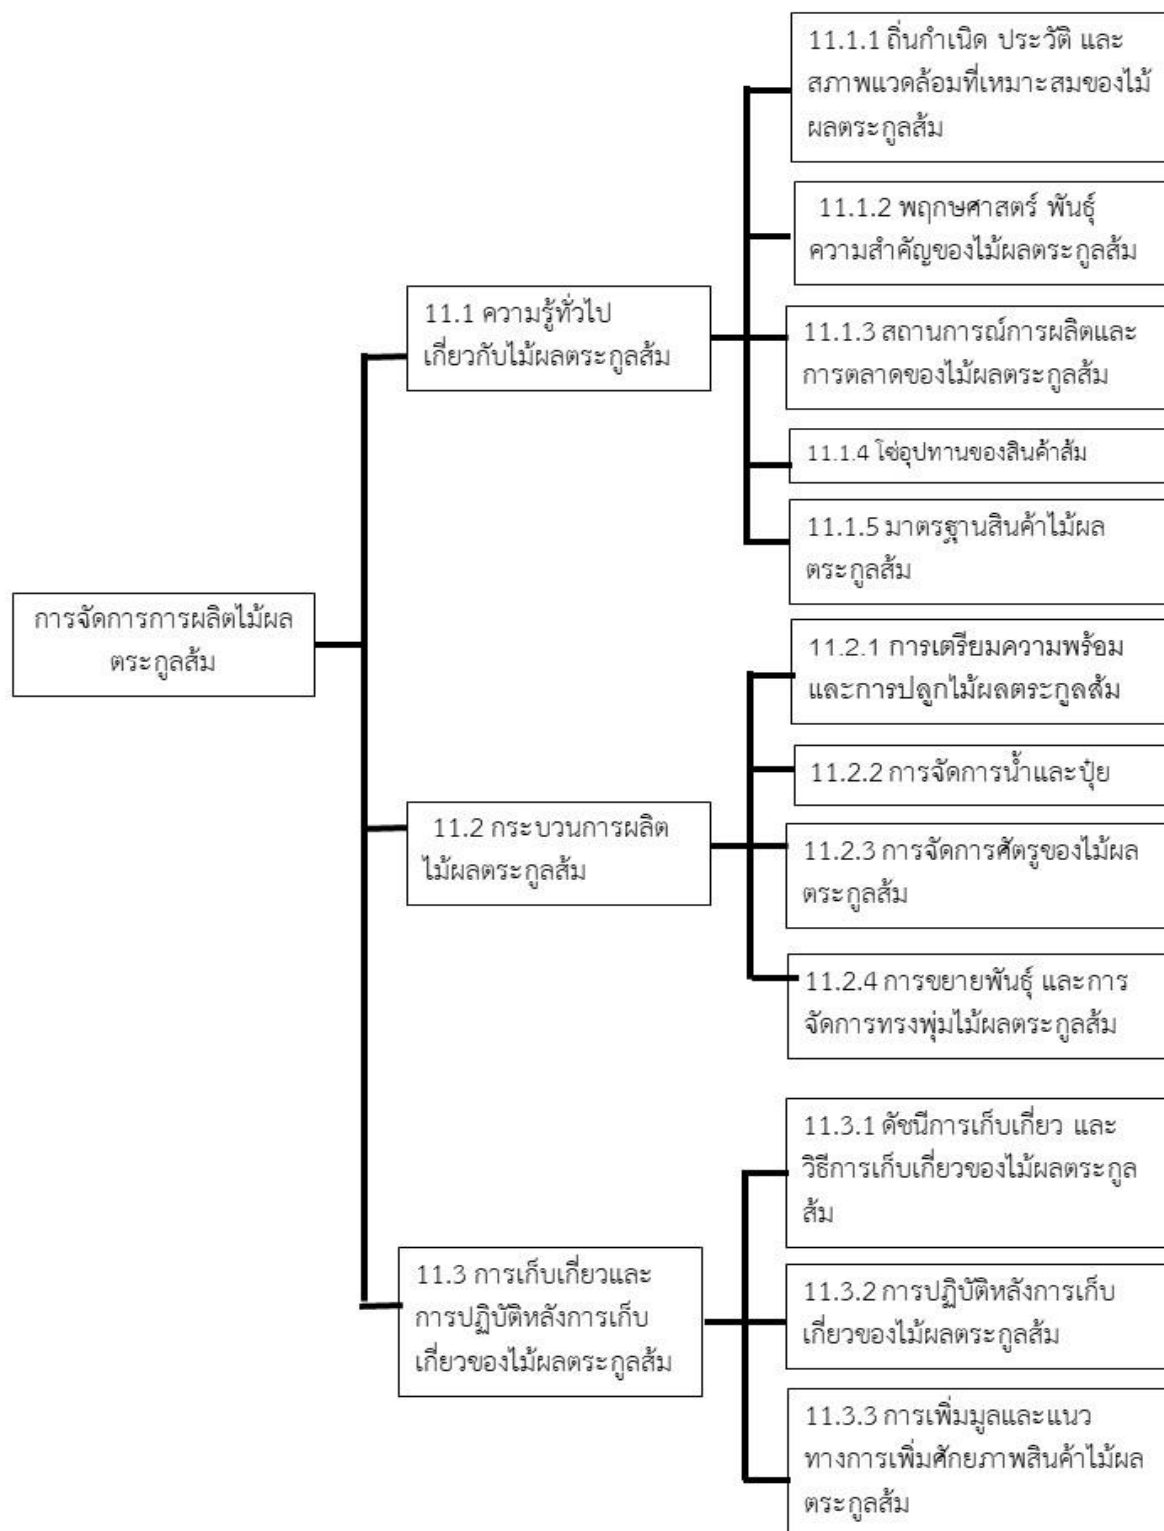 การจัดการการผลิตไม้ผล
ตระกูลส้ม
11.1 ความรู้ทั่วไป
เกี่ยวกับไม้ผลตระกูลส้ม
11.1.1 ถิ่นกำเนิด ประวัติ และ
สภาพแวดล้อมที่เหมาะสมของไม้
ผลตระกูลส้ม
11.1.2 พฤกษศาสตร์ พันธุ์
ความสำคัญของไม้ผลตระกูลส้ม
11.1.3 สถานการณ์การผลิตและ
การตลาดของไม้ผลตระกูลส้ม
11.1.4 โซ่อุปทานของสินค้าส้ม
11.1.5 มาตรฐานสินค้าไม้ผล
ตระกูลส้ม
11.2 กระบวนการผลิต
ไม้ผลตระกูลส้ม
11.2.1 การเตรียมความพร้อม
และการปลูกไม้ผลตระกูลส้ม
11.2.2 การจัดการน้ำและปุ๋ย
11.2.3 การจัดการศัตรูของไม้ผล
ตระกูลส้ม
11.2.4 การขยายพันธุ์ และการ
จัดการทรงพุ่มไม้ผลตระกูลส้ม
11.3 การเก็บเกี่ยวและ
การปฏิบัติหลังการเก็บ
เกี่ยวของไม้ผลตระกูลส้ม
11.3.1 ดัชนีการเก็บเกี่ยว และ
วิธีการเก็บเกี่ยวของไม้ผลตระกูล
ส้ม
11.3.2 การปฏิบัติหลังการเก็บ
เกี่ยวของไม้ผลตระกูลส้ม
11.3.3 การเพิ่มมูลและแนว
ทางการเพิ่มศักยภาพสินค้าไม้ผล
ตระกูลส้ม